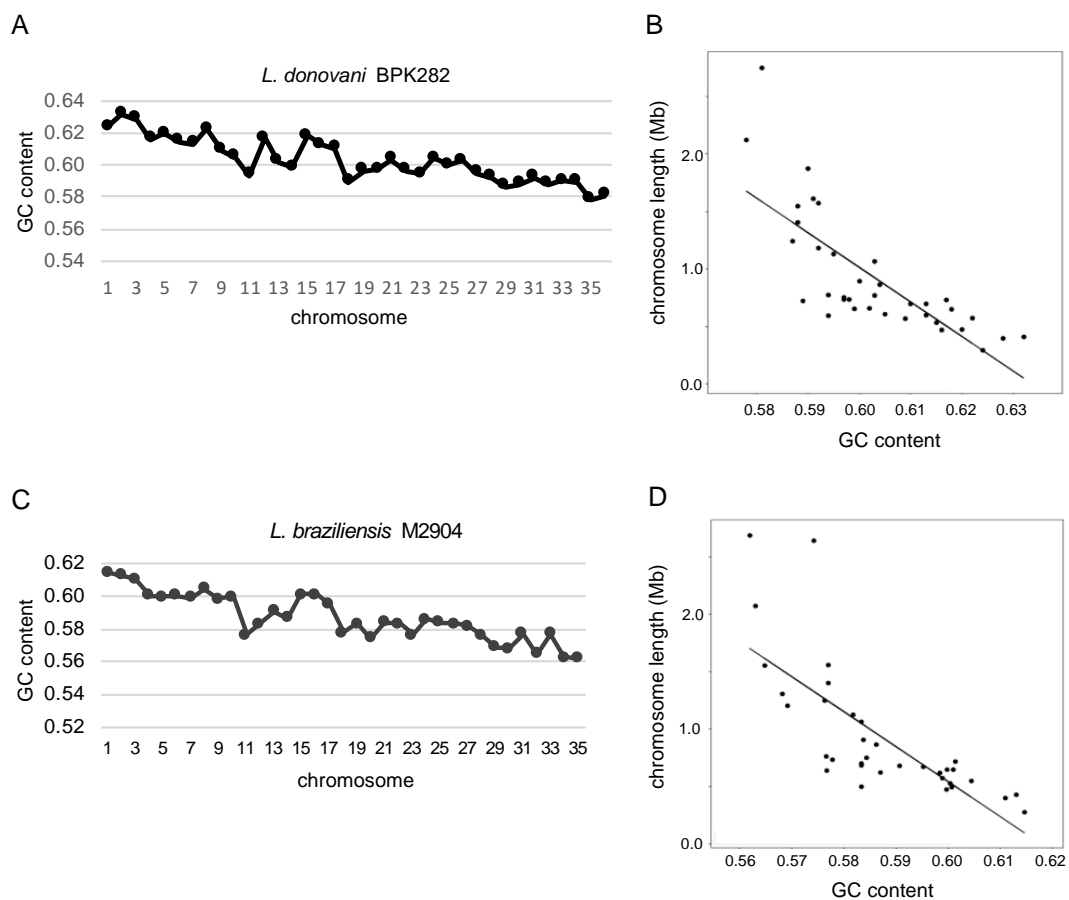 A
L. donovani BPK282
GC content
0.64
0.62
0.60
0.58
0.56
0.54
1 3 5 7 9 11 13 15 17 19 21 23 25 27 29 31 33 35
chromosome
B
chromosome length (Mb)
2.0
1.0
0.0
0.58 0.59 0.60 0.61 0.62 0.63
GC content
C
L. braziliensis M2904
GC content
0.62
0.60
0.58
0.56
0.54
0.52
1 3 5 7 9 11 13 15 17 19 21 23 25 27 29 31 33 35
chromosome
D
chromosome length (Mb)
2.0
1.0
0.0
0.56 0.57 0.58 0.59 0.60 0.61 0.62
GC content